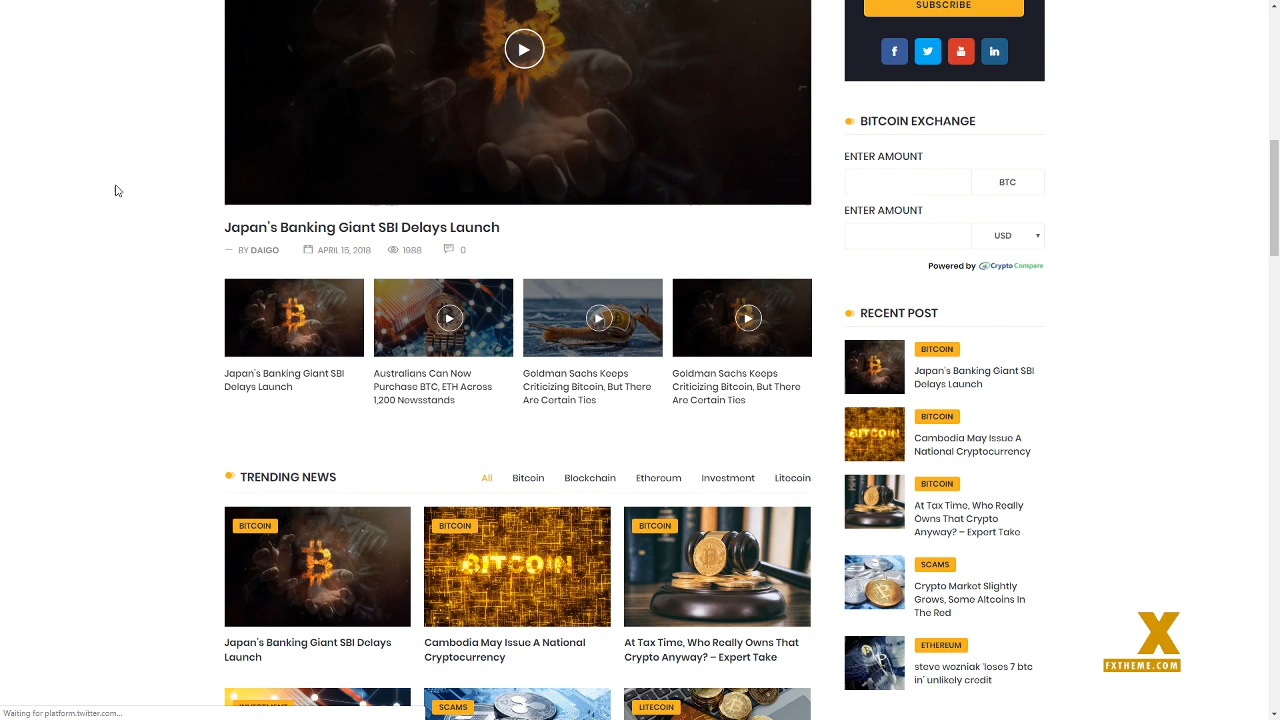 SUBSCRIBE
BITCOIN EXCHANGE
ENTER AMOUNT
BTC
ENTER AMOUNT
USD
Powered by CryptoCompare
Japan's Banking Giant SBI Delays Launch
BY DAIGO APRIL 15, 2018 1988 0
Japan's Banking Giant SBI
Delays Launch
Australians Can Now
Purchase BTC, ETH Across
1,200 Newsstands
Goldman Sachs Keeps
Criticizing Bitcoin, But There
Are Certain Ties
Goldman Sachs Keeps
Criticizing Bitcoin, But There
Are Certain Ties
TRENDING NEWS
All Bitcoin Blockchain Ethereum Investment Litecoin
BITCOIN
Japan's Banking Giant SBI Delays
Launch
BITCOIN
BITCOIN
Cambodia May Issue A National
Cryptocurrency
BITCOIN
At Tax Time, Who Really Owns That
Crypto Anyway? – Expert Take
INVESTMENT
SCAMS
LITECOIN
RECENT POST
BITCOIN
Japan's Banking Giant SBI
Delays Launch
BITCOIN
BITCOIN
Cambodia May Issue A
National Cryptocurrency
BITCOIN
At Tax Time, Who Really
Owns That Crypto
Anyway? – Expert Take
SCAMS
Crypto Market Slightly
Grows, Some Altcoins In
The Red
ETHEREUM
steve wozniak 'loses 7 btc
in' unlikely credit
X
FXTHEME.COM
Waiting for platform.twitter.com...